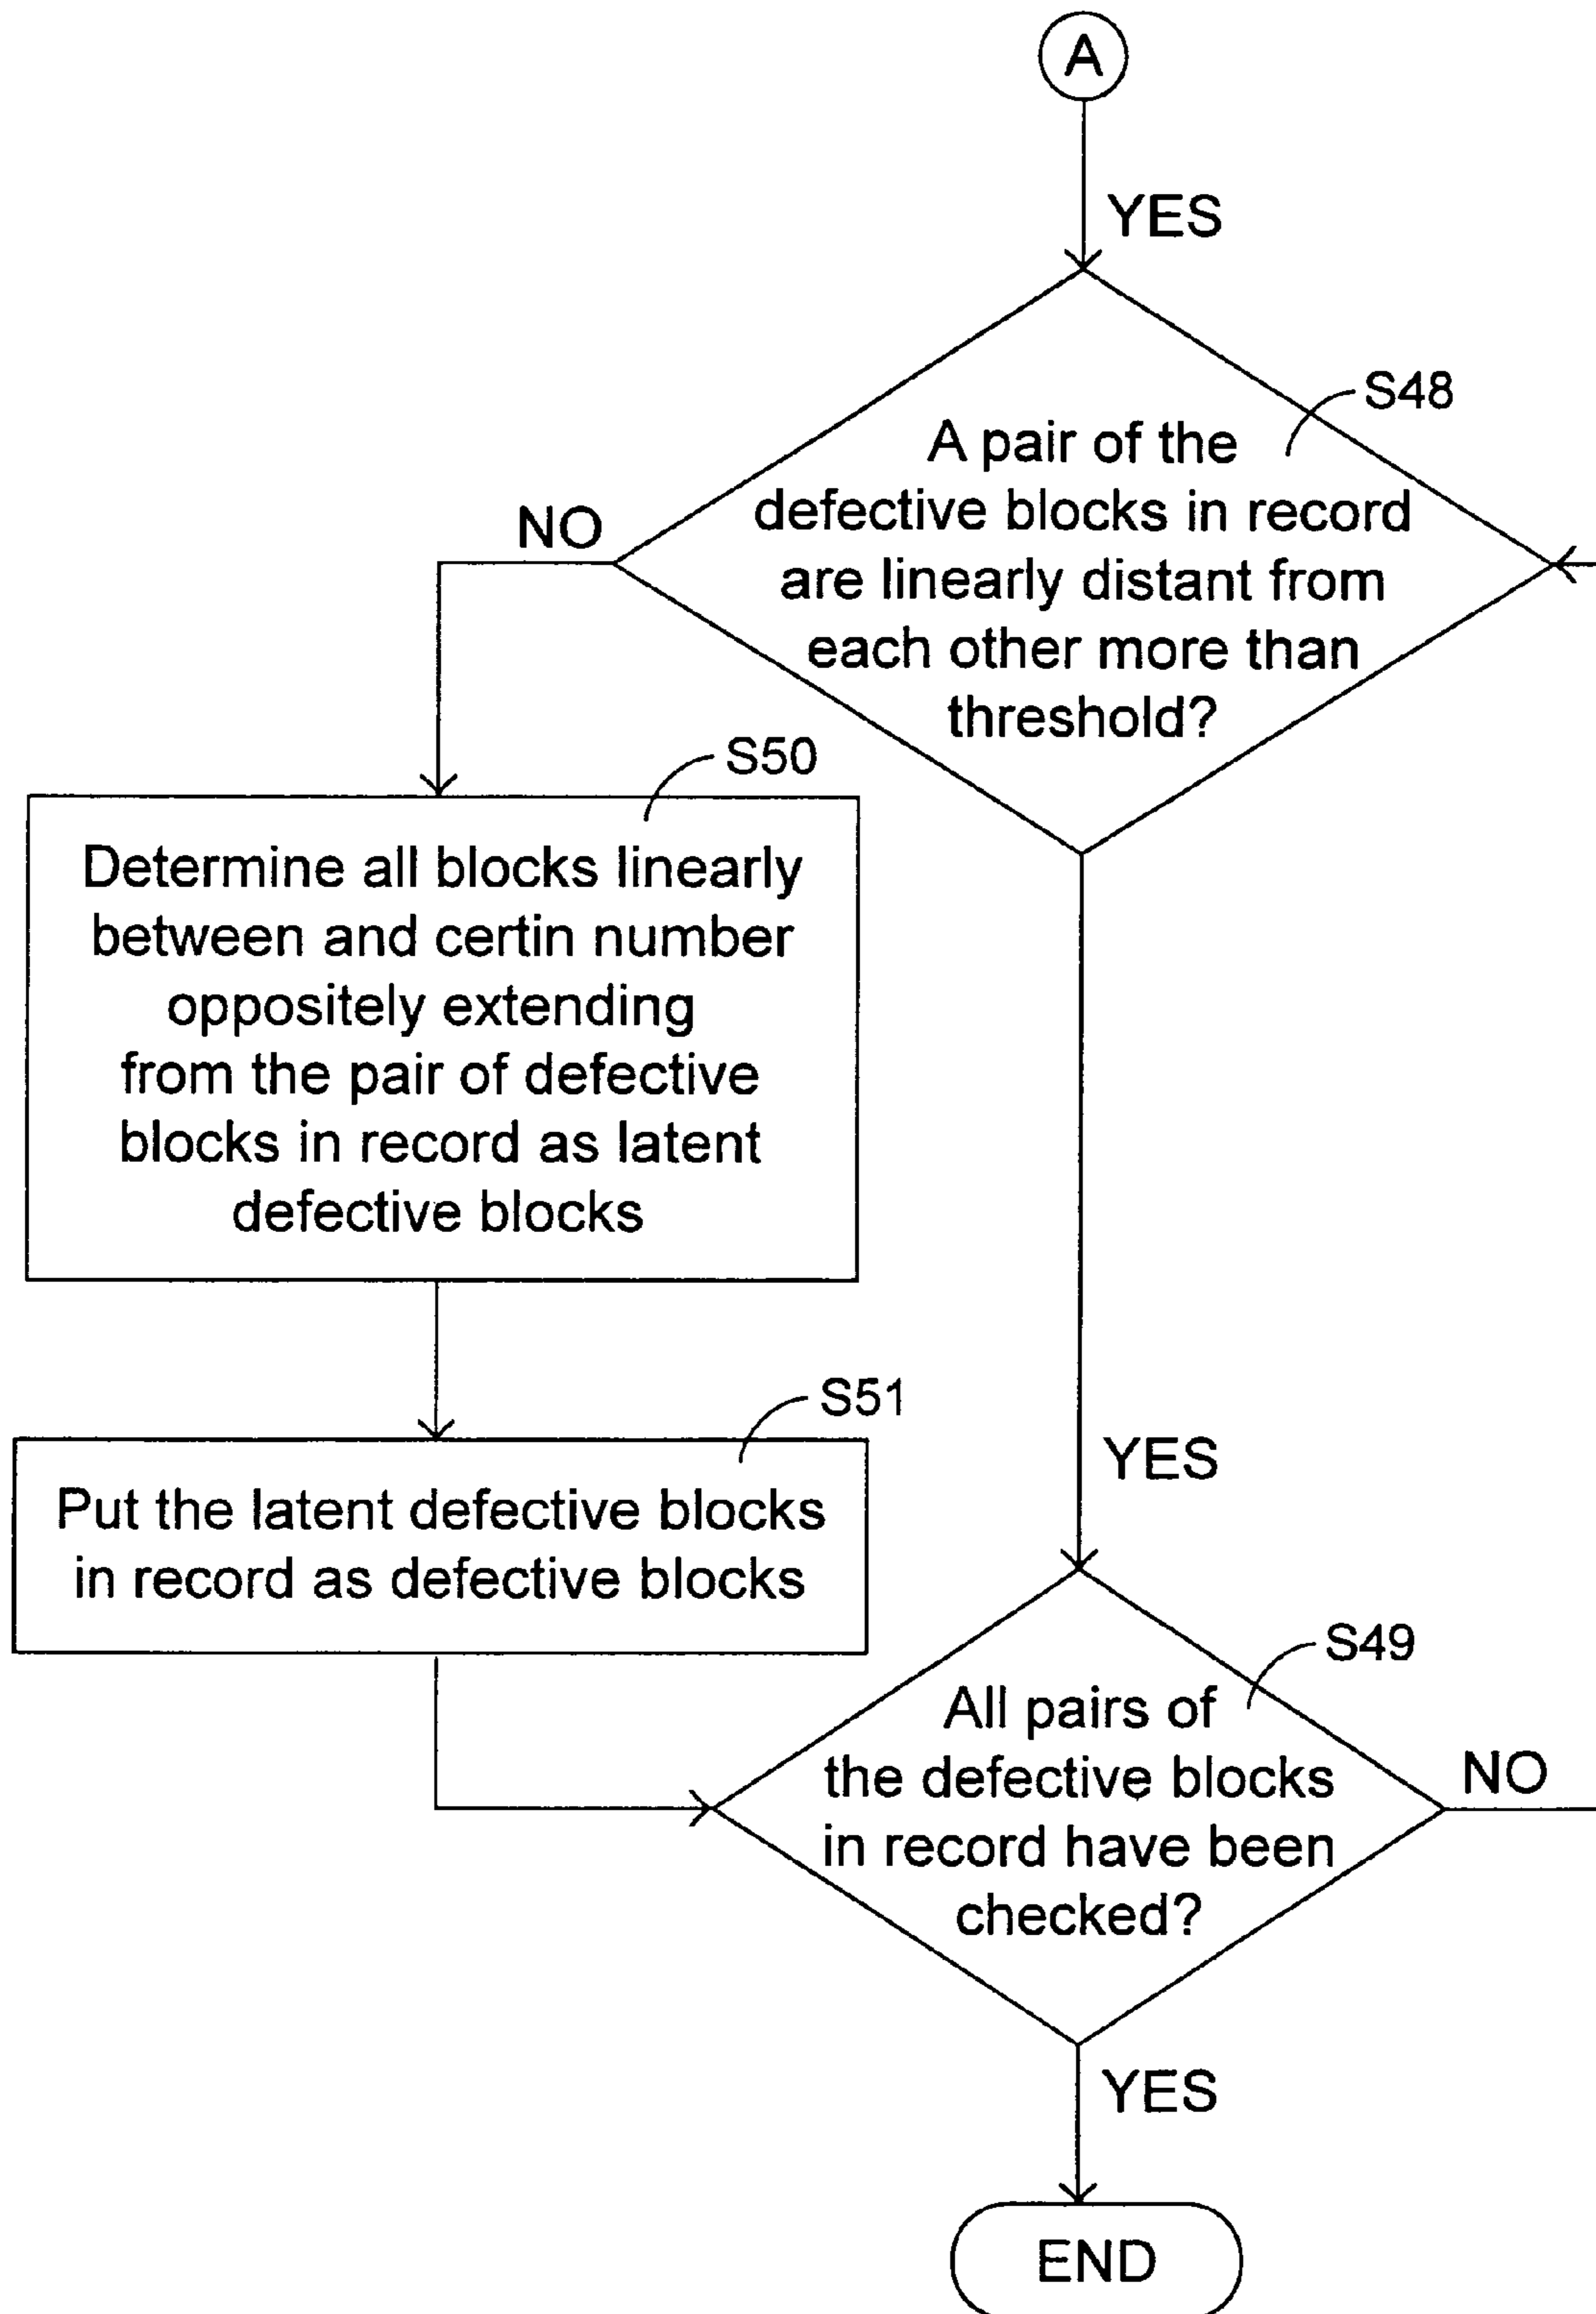 A
YES
S48
A pair of the
defective blocks in record
are linearly distant from
each other more than
threshold?
NO
S50
Determine all blocks linearly
between and certin number
oppositely extending
from the pair of defective
blocks in record as latent
defective blocks
S51
Put the latent defective blocks
in record as defective blocks
YES
S49
All pairs of
the defective blocks
in record have been
checked?
NO
YES
END